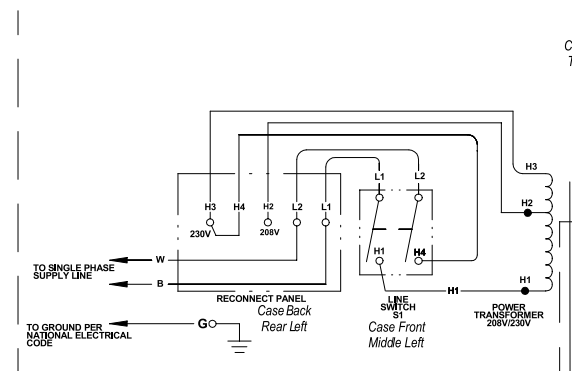 C
T
H3
L1
L2
H3
H4
H2
L2
L1
H2
230V
208V
H1
H4
W
TO SINGLE PHASE
SUPPLY LINE
B
H1
H1
RECONNECT PANEL
Case Back
Rear Left
LINE
SWITCH
S1
Case Front
Middle Left
POWER
TRANSFORMER
208V/230V
TO GROUND PER
NATIONAL ELECTRICAL
CODE
G